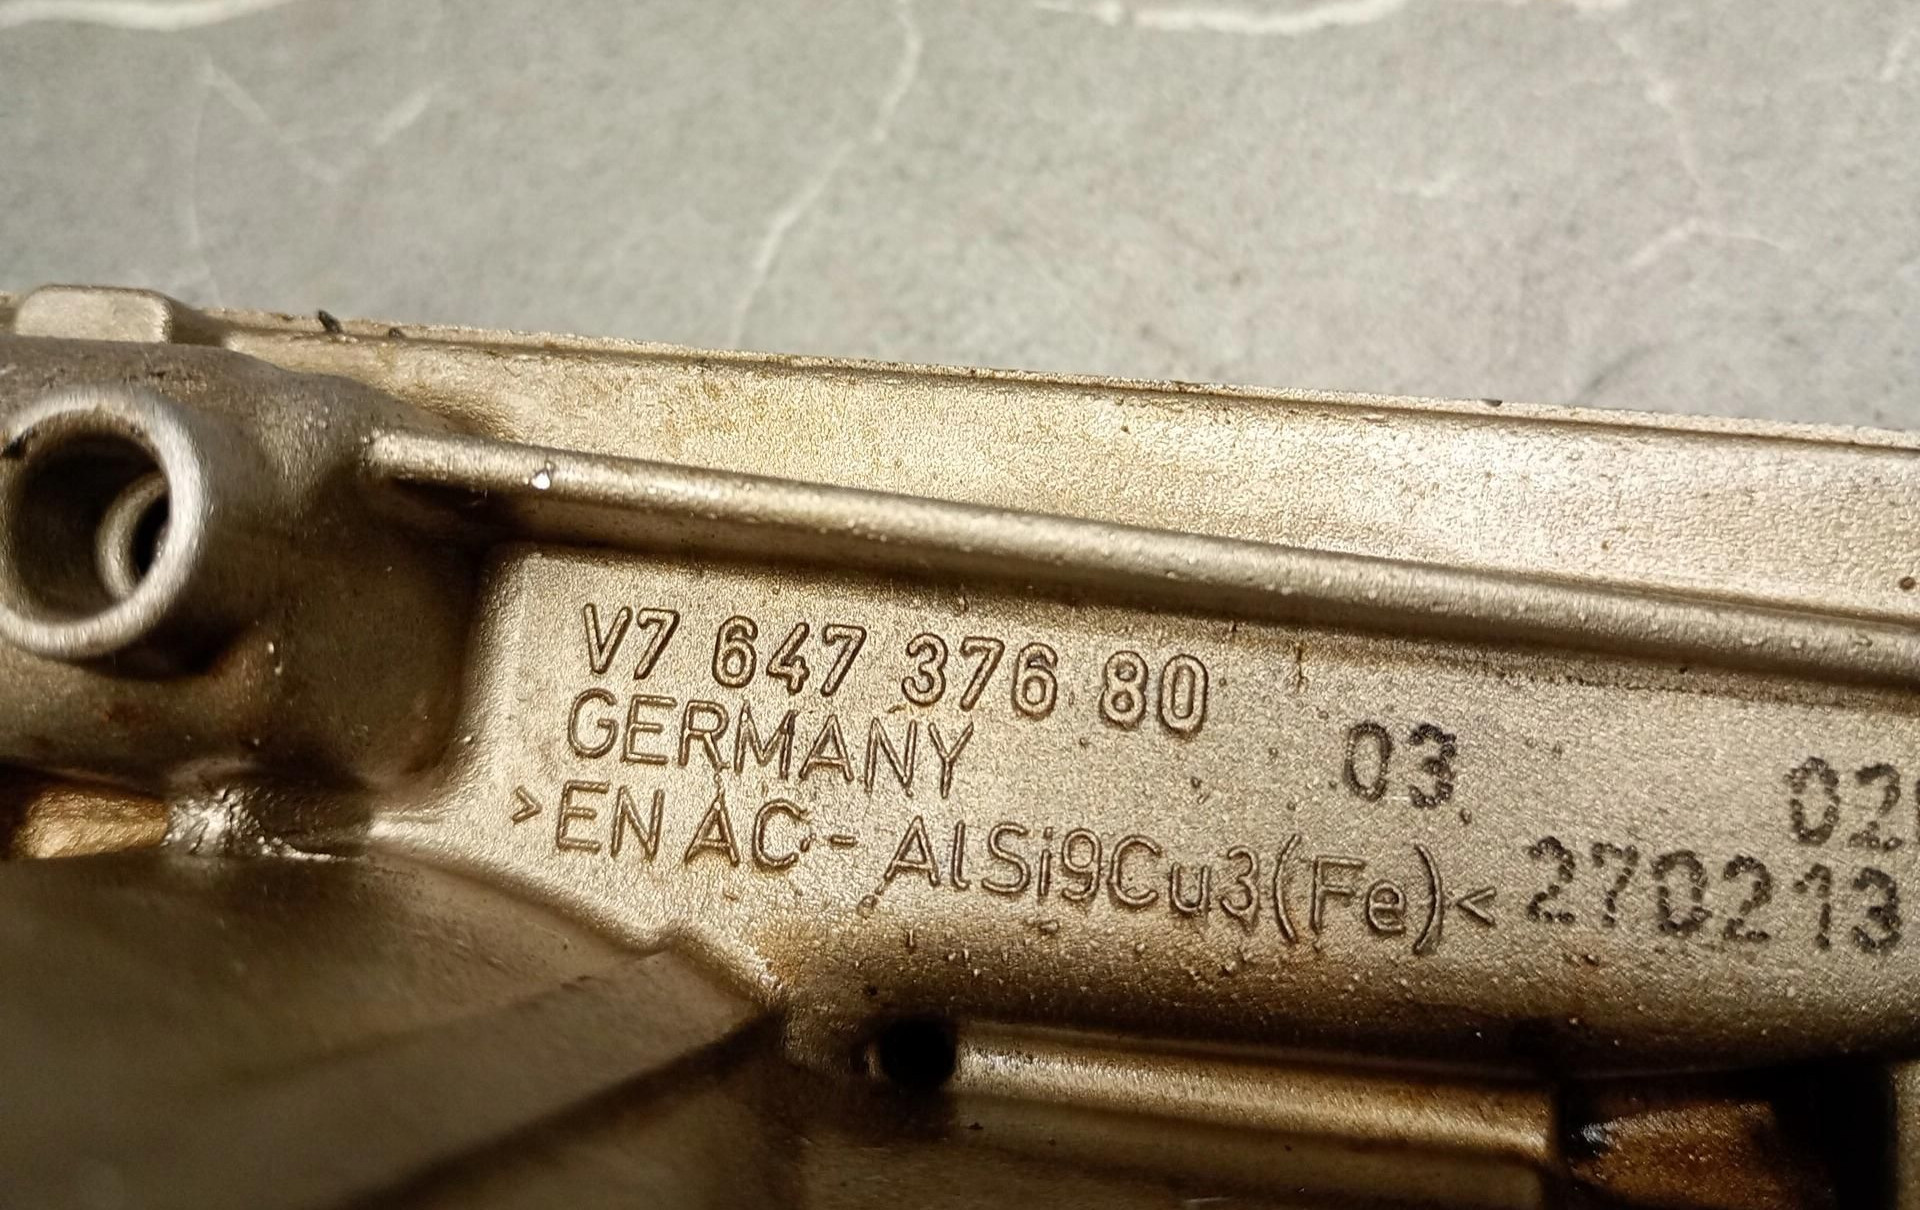 V7 647 376 80
GERMANY
03
>EN AC- AlSi9Cu3(Fe)<
270213